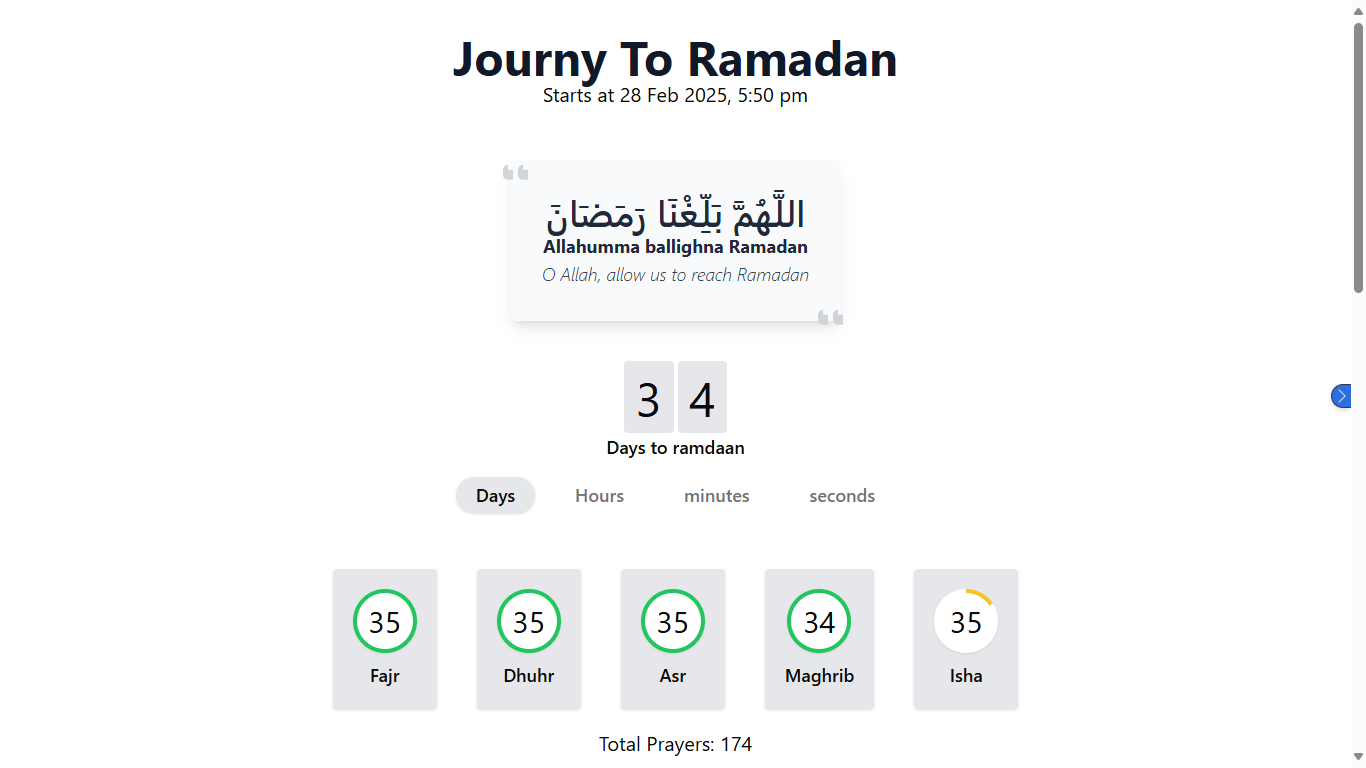 Journy To Ramadan
Starts at 28 Feb 2025, 5:50 pm
اللَّهُمَّ بَلِّغْنَا رَمَضَانَ
Allahumma ballighna Ramadan
O Allah, allow us to reach Ramadan
3 4
Days to ramdaan
Days Hours minutes seconds
35 35 35 34 35
Fajr Dhuhr Asr Maghrib Isha
Total Prayers: 174